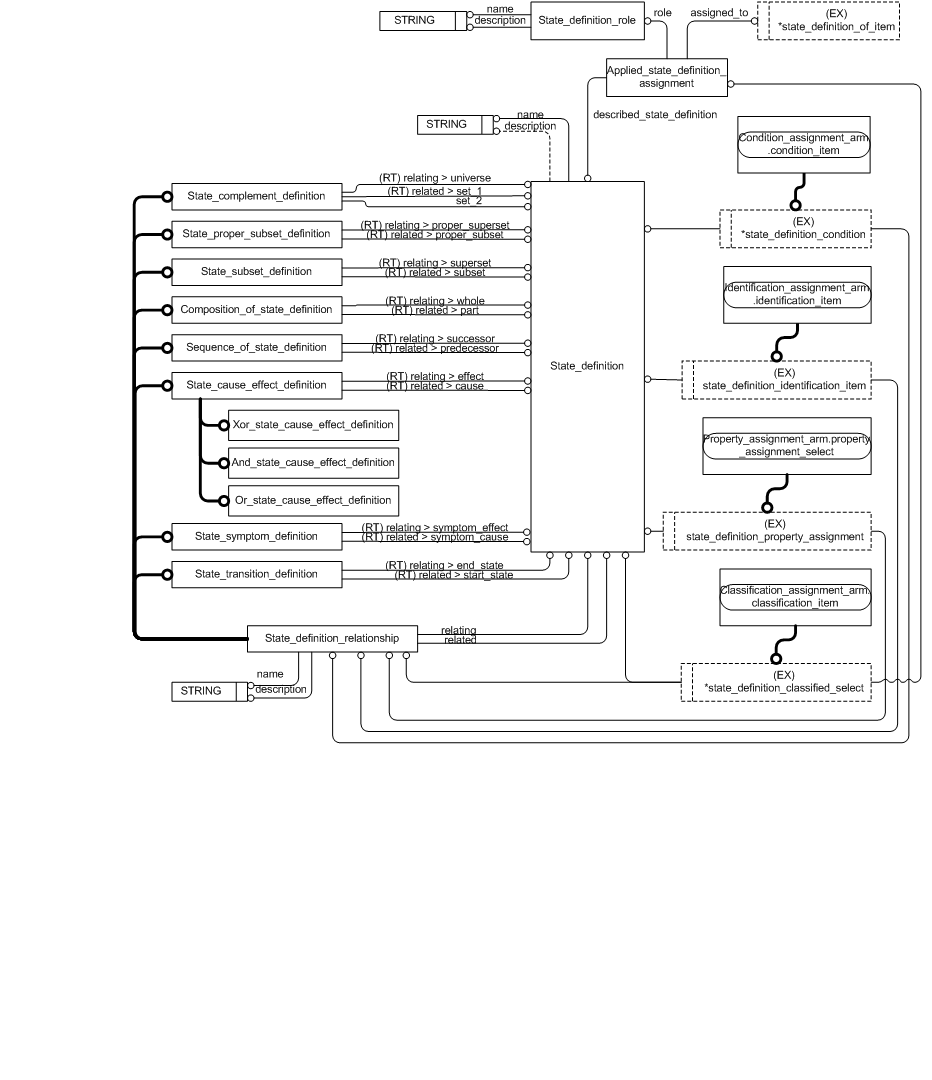 name
STRING
description
State_definition_role
role
assigned_to
(EX)
*state_definition_of_item
Applied_state_definition_
assignment
described_state_definition
name
STRING
description
Condition_assignment_arm
.condition_item
(RT) relating > universe
State_complement_definition
(RT) related > set_1
set_2
(EX)
*state_definition_condition
State_proper_subset_definition
(RT) relating > proper_superset
(RT) related > proper_subset
State_subset_definition
(RT) relating > superset
(RT) related > subset
Identification_assignment_arm
.identification_item
Composition_of_state_definition
(RT) relating > whole
(RT) related > part
Sequence_of_state_definition
(RT) relating > successor
(RT) related > predecessor
State_definition
State_cause_effect_definition
(RT) relating > effect
(RT) related > cause
(EX)
state_definition_identification_item
Xor_state_cause_effect_definition
And_state_cause_effect_definition
Or_state_cause_effect_definition
Property_assignment_arm.property
_assignment_select
State_symptom_definition
(RT) relating > symptom_effect
(RT) related > symptom_cause
(EX)
state_definition_property_assignment
State_transition_definition
(RT) relating > end_state
(RT) related > start_state
Classification_assignment_arm.
classification_item
State_definition_relationship
relating
related
name
STRING
description
(EX)
*state_definition_classified_select